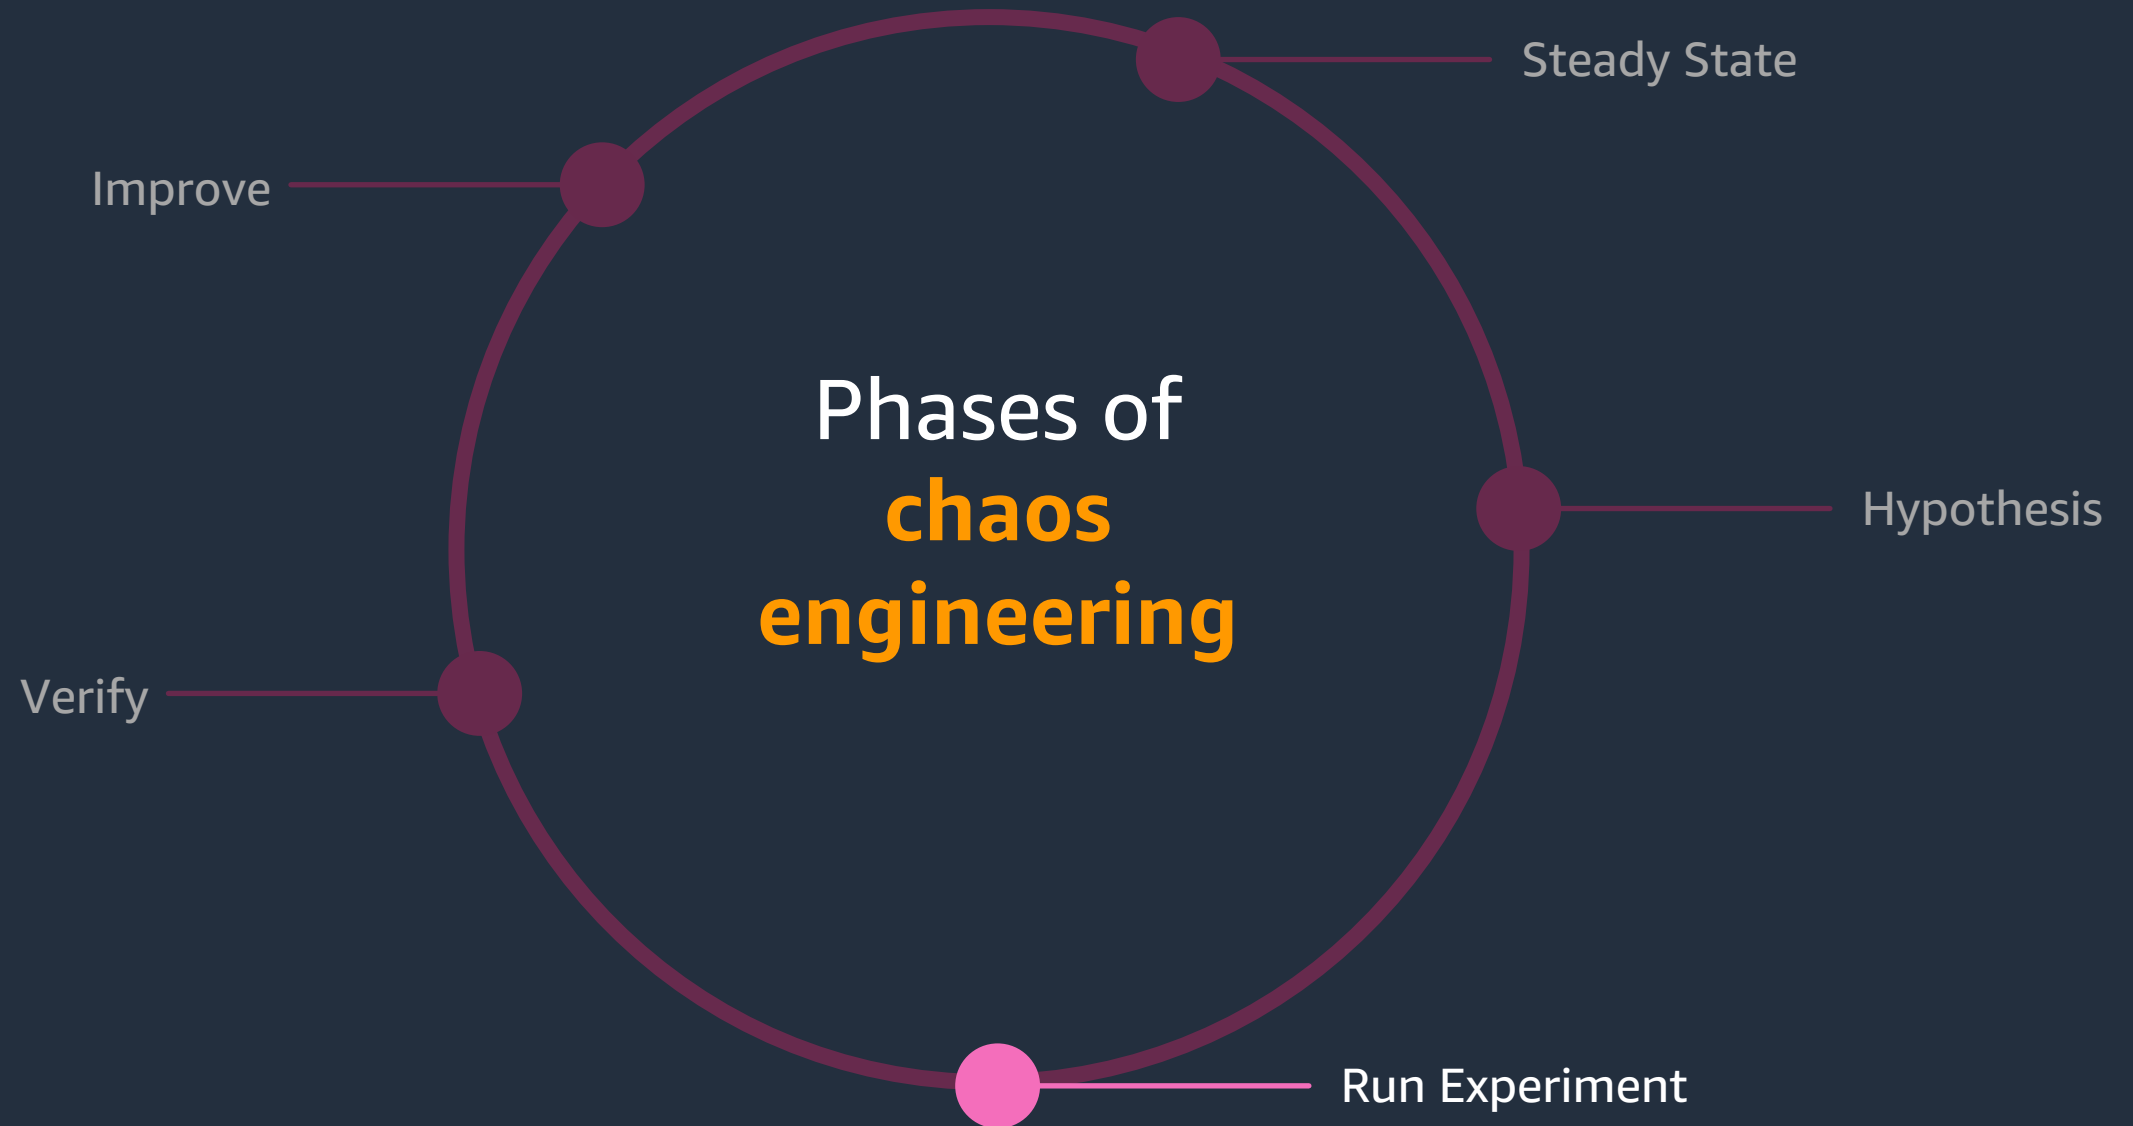 Steady State
Improve
Phases of
chaos
engineering
Hypothesis
Verify
Run Experiment